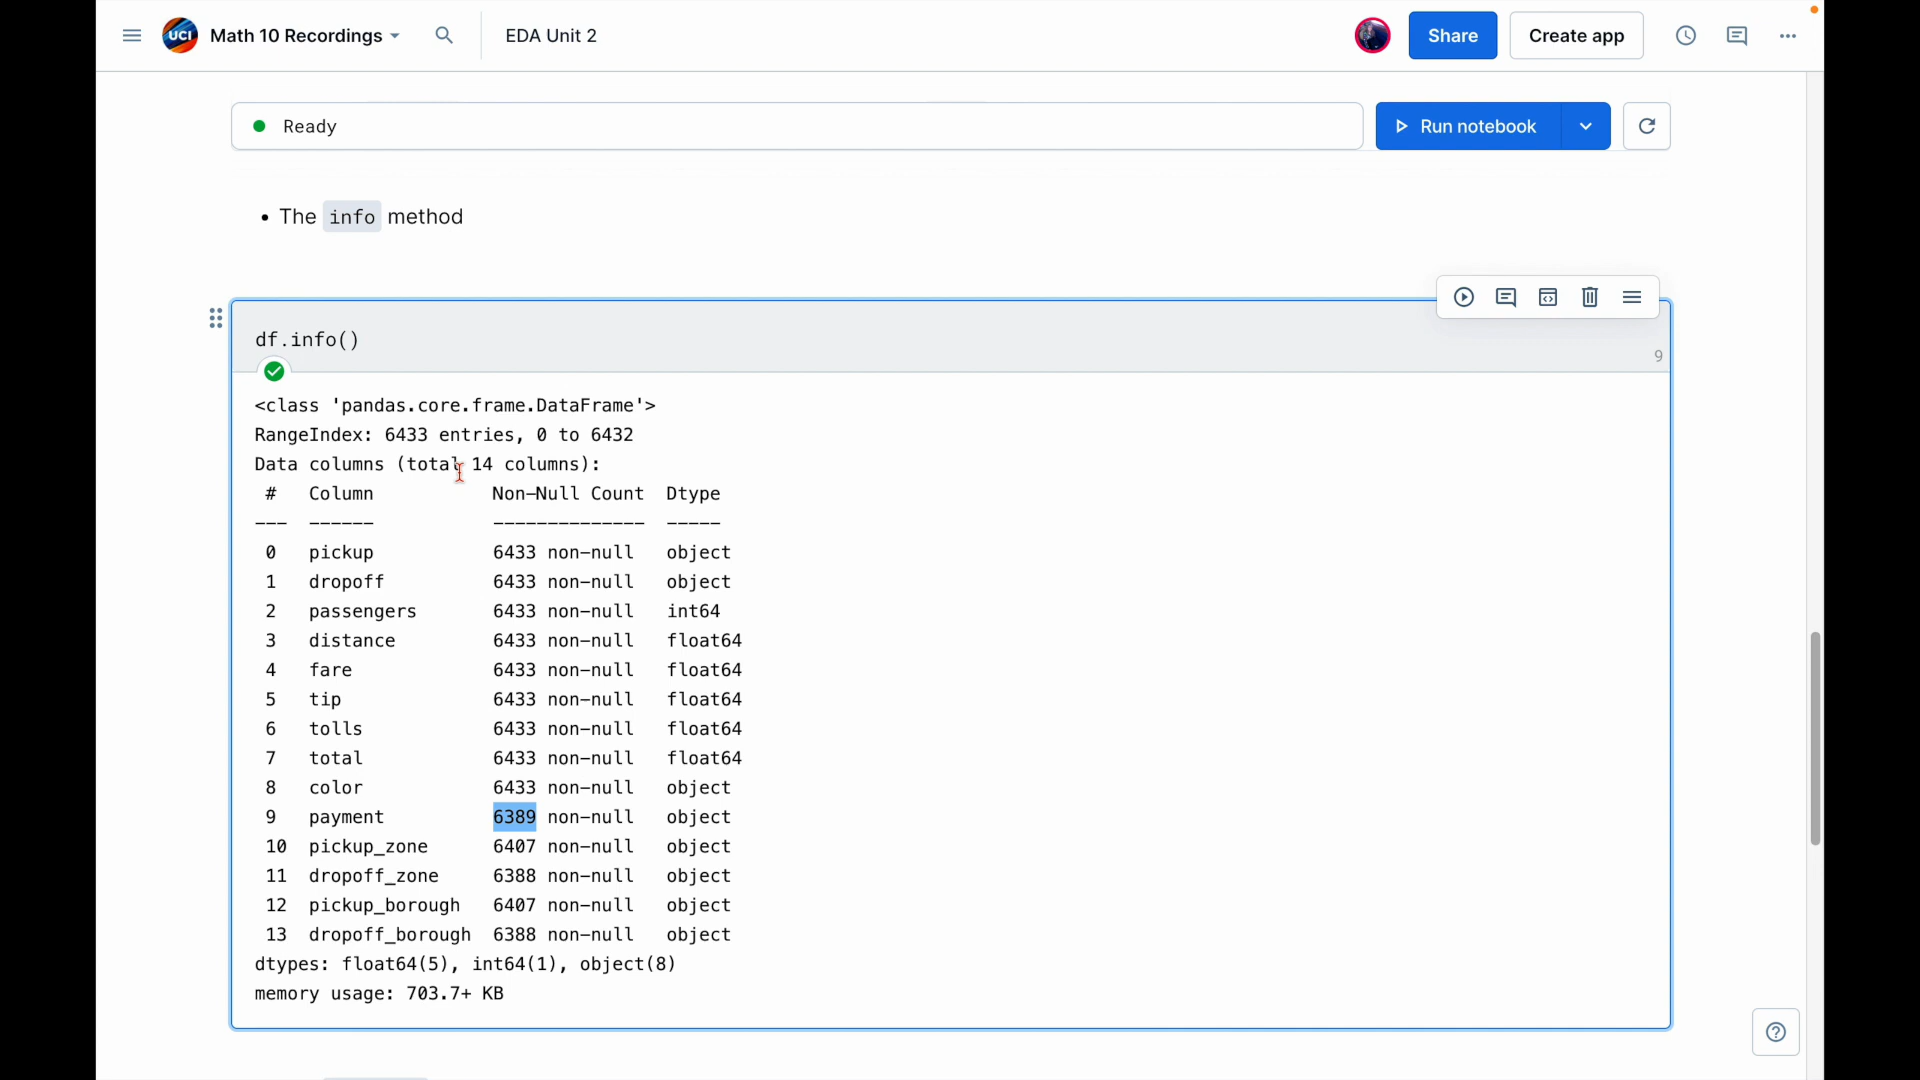 UCI
Math 10 Recordings
EDA Unit 2
Share
Create app
Ready
Run notebook
• The info method
df.info()
9
<class 'pandas.core.frame.DataFrame'>
RangeIndex: 6433 entries, 0 to 6432
Data columns (total 14 columns):
# Column Non-Null Count Dtype
--- ------ -------------- -----
0 pickup 6433 non-null object
1 dropoff 6433 non-null object
2 passengers 6433 non-null int64
3 distance 6433 non-null float64
4 fare 6433 non-null float64
5 tip 6433 non-null float64
6 tolls 6433 non-null float64
7 total 6433 non-null float64
8 color 6433 non-null object
9 payment 6389 non-null object
10 pickup_zone 6407 non-null object
11 dropoff_zone 6388 non-null object
12 pickup_borough 6407 non-null object
13 dropoff_borough 6388 non-null object
dtypes: float64(5), int64(1), object(8)
memory usage: 703.7+ KB